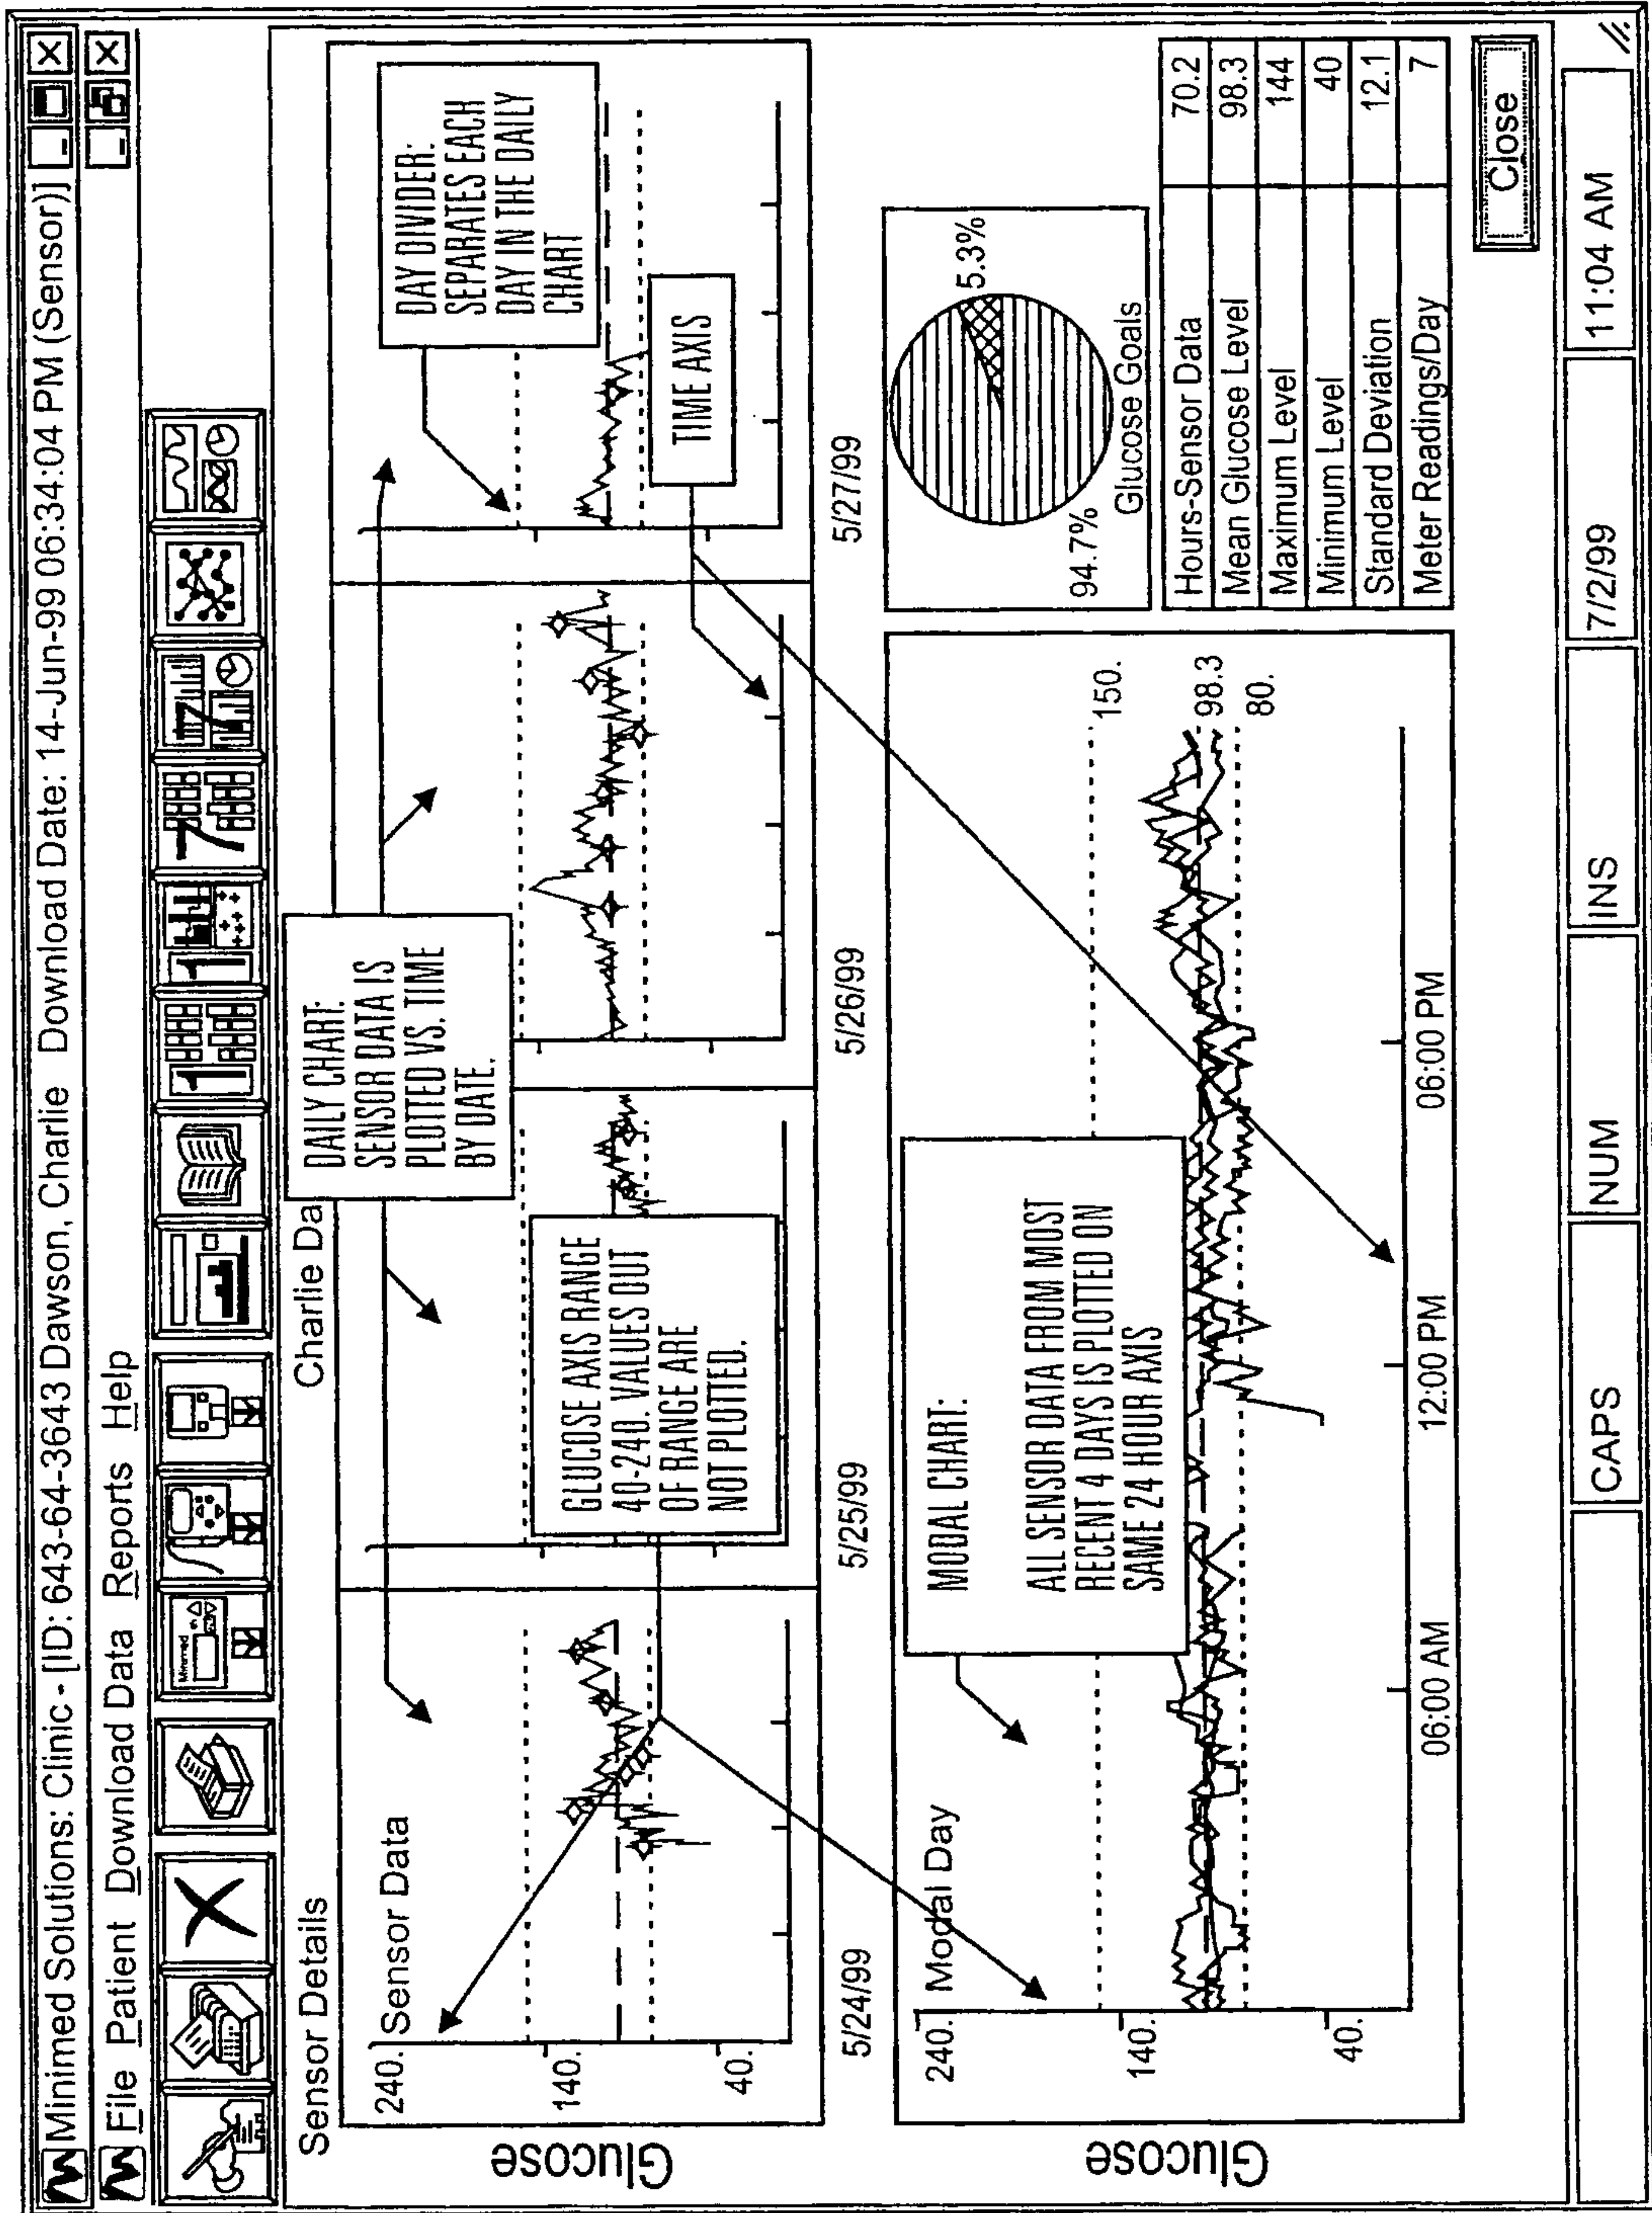 Minimed Solutions: Clinic - [ID: 643-64-3643 Dawson, Charlie Download Date: 14-Jun-99 06:34:04 PM (Sensor)]
File Patient Download Data Reports Help
Sensor Details
Charlie Da
DAILY CHART:
SENSOR DATA IS
PLOTTED VS. TIME
BY DATE.
DAY DIVIDER:
SEPARATES EACH
DAY IN THE DAILY
CHART
TIME AXIS
GLUCOSE AXIS RANGE
40-240. VALUES OUT
OF RANGE ARE
NOT PLOTTED.
Glucose
240.
Sensor Data
140.
40.
5/24/99
5/25/99
5/26/99
5/27/99
Glucose
240.
Modal Day
140.
40.
MODAL CHART:
ALL SENSOR DATA FROM MOST
RECENT 4 DAYS IS PLOTTED ON
SAME 24 HOUR AXIS
150.
98.3
80.
06:00 AM
12:00 PM
06:00 PM
94.7%
5.3%
Glucose Goals
Hours-Sensor Data 70.2
Mean Glucose Level 98.3
Maximum Level 144
Minimum Level 40
Standard Deviation 12.1
Meter Readings/Day 7
Close
CAPS
NUM
INS
7/2/99
11:04 AM